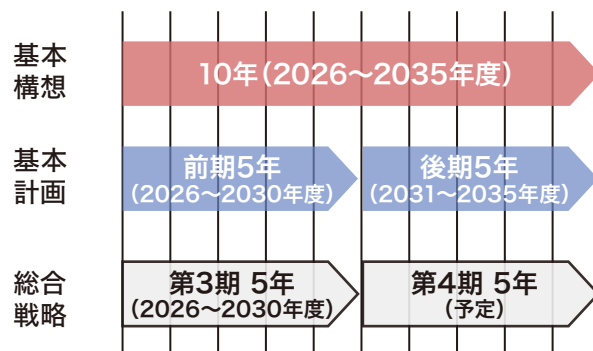 基本
構想
10年(2026～2035年度)
基本
計画
前期5年
(2026～2030年度)
後期5年
(2031～2035年度)
総合
戦略
第3期 5年
(2026～2030年度)
第4期 5年
(予定)